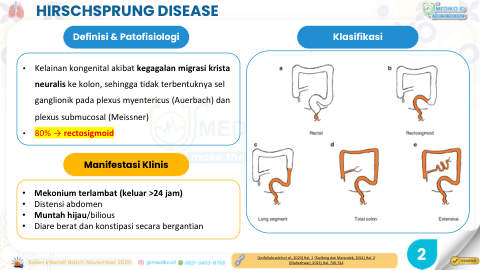 HIRSCHSPRUNG DISEASE
Definisi & Patofisiologi
• Kelainan kongenital akibat kegagalan migrasi krista
neuralis ke kolon, sehingga tidak terbentuknya sel
ganglionik pada plexus myentericus (Auerbach) dan
plexus submucosal (Meissner)
• 80% → rectosigmoid
Manifestasi Klinis
• Mekonium terlambat (keluar >24 jam)
• Distensi abdomen
• Muntah hijau/bilious
• Diare berat dan konstipasi secara bergantian
Klasifikasi
a
b
Rectal
Rectosigmoid
c
d
e
Long segment
Total colon
Extensive
2